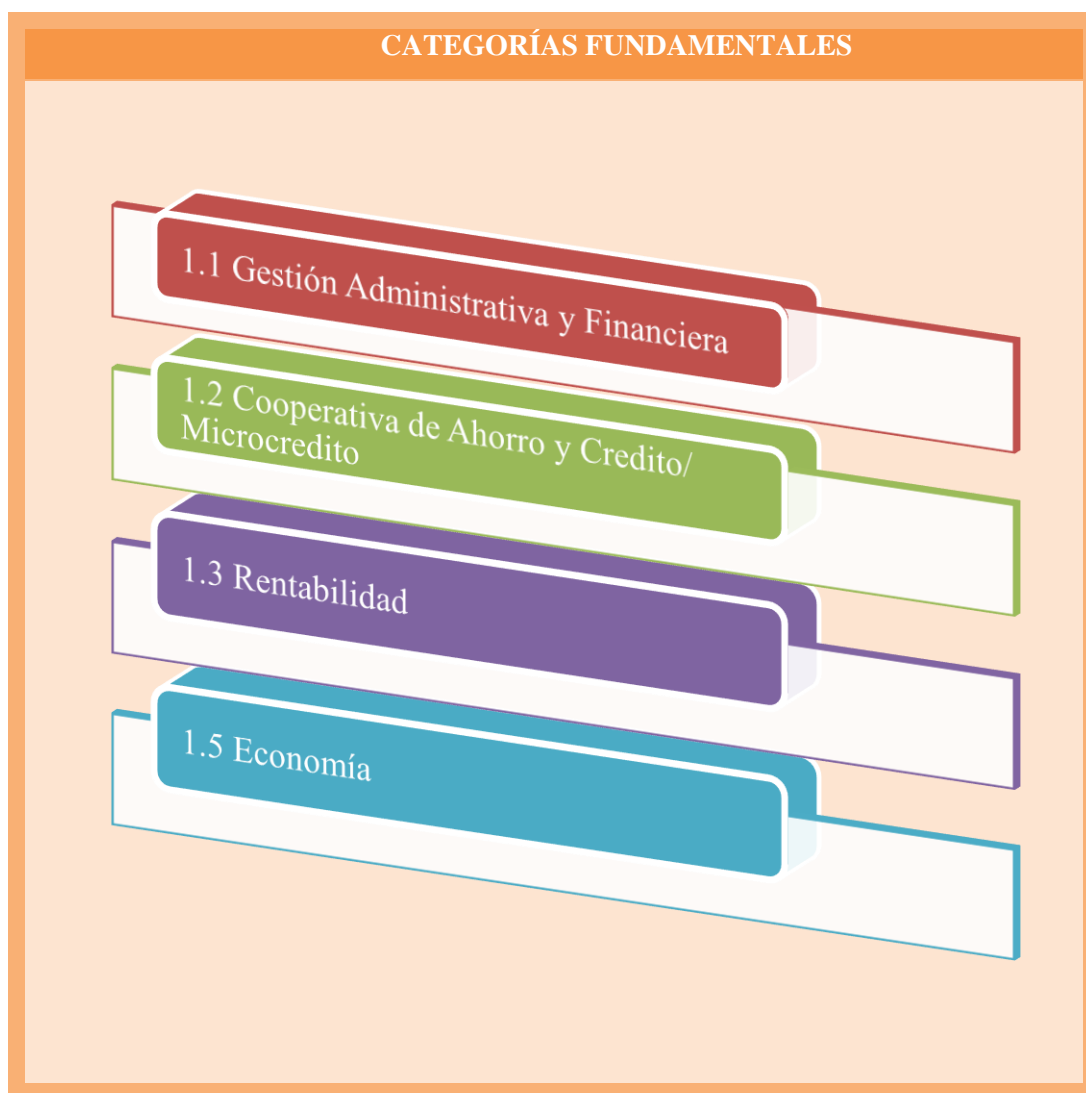 CATEGORÍAS FUNDAMENTALES
1.1 Gestión Administrativa y Financiera
1.2 Cooperativa de Ahorro y Credito/
Microcredito
1.3 Rentabilidad
1.5 Economía